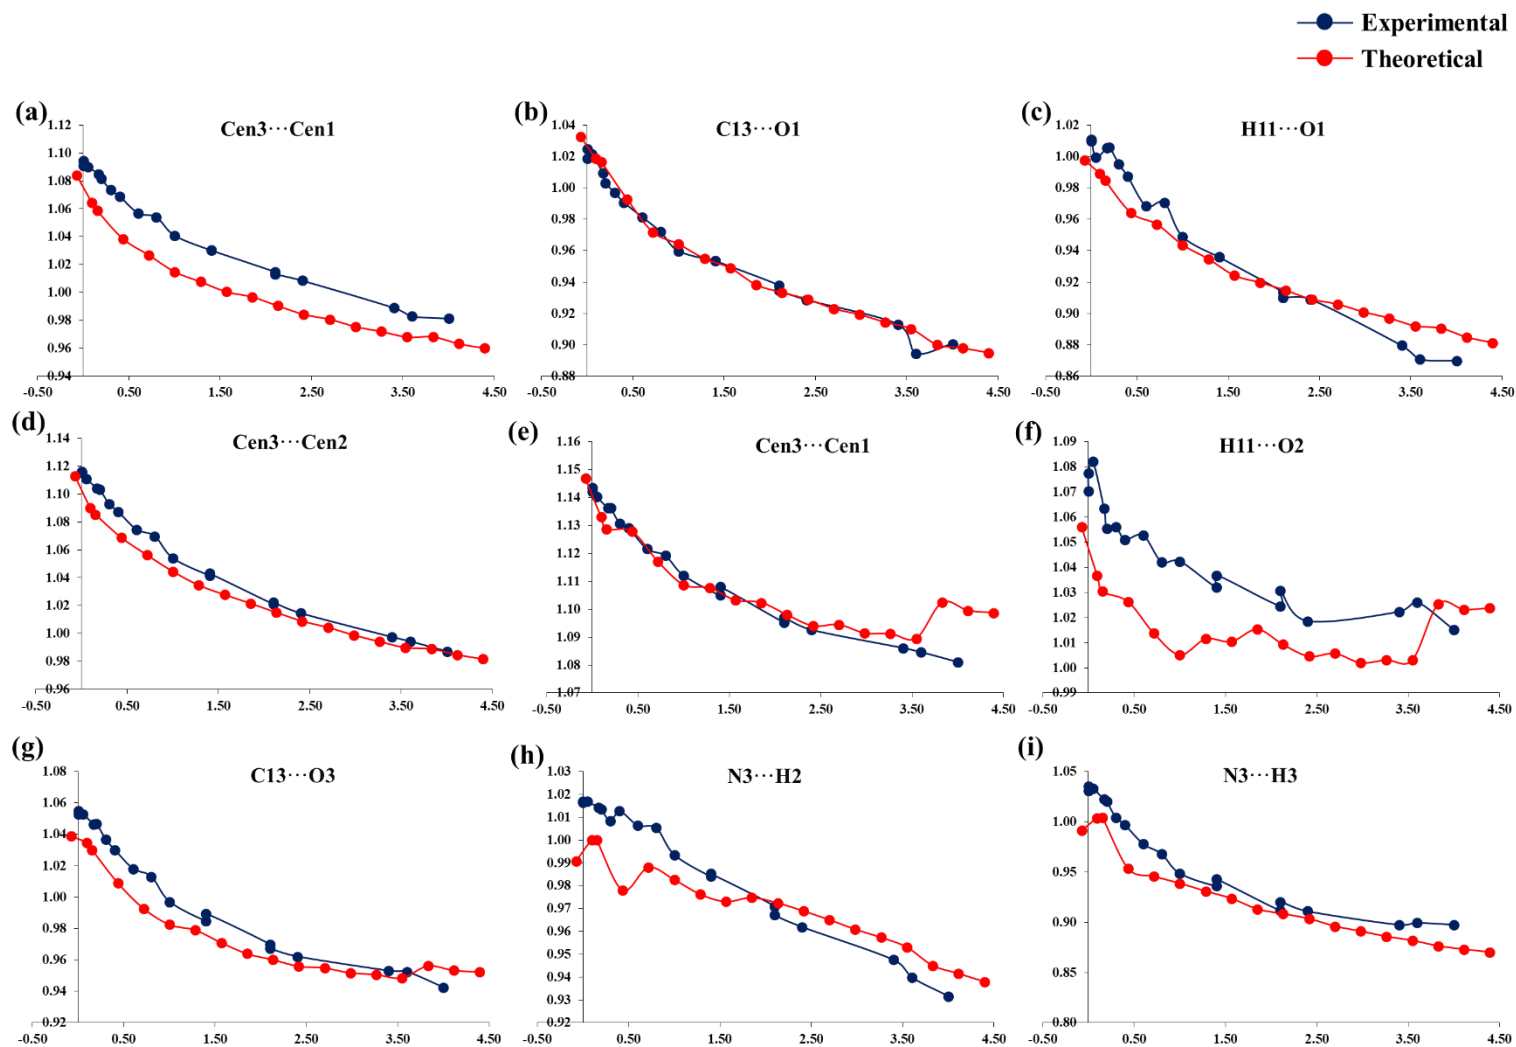 Experimental
Theoretical
(a)
Cen3···Cen1
1.12
1.10
1.08
1.06
1.04
1.02
1.00
0.98
0.96
0.94
-0.50 0.50 1.50 2.50 3.50 4.50
(b)
C13···O1
1.04
1.02
1.00
0.98
0.96
0.94
0.92
0.90
0.88
-0.50 0.50 1.50 2.50 3.50 4.50
(c)
H11···O1
1.02
1.00
0.98
0.96
0.94
0.92
0.90
0.88
0.86
-0.50 0.50 1.50 2.50 3.50 4.50
(d)
Cen3···Cen2
1.14
1.12
1.10
1.08
1.06
1.04
1.02
1.00
0.98
0.96
-0.50 0.50 1.50 2.50 3.50 4.50
(e)
Cen3···Cen1
1.16
1.15
1.14
1.13
1.12
1.11
1.10
1.09
1.08
1.07
-0.50 0.50 1.50 2.50 3.50 4.50
(f)
H11···O2
1.09
1.08
1.07
1.06
1.05
1.04
1.03
1.02
1.01
1.00
0.99
-0.50 0.50 1.50 2.50 3.50 4.50
(g)
C13···O3
1.08
1.06
1.04
1.02
1.00
0.98
0.96
0.94
0.92
-0.50 0.50 1.50 2.50 3.50 4.50
(h)
N3···H2
1.03
1.02
1.01
1.00
0.99
0.98
0.97
0.96
0.95
0.94
0.93
0.92
-0.50 0.50 1.50 2.50 3.50 4.50
(i)
N3···H3
1.05
1.00
0.95
0.90
0.85
0.80
-0.50 0.50 1.50 2.50 3.50 4.50